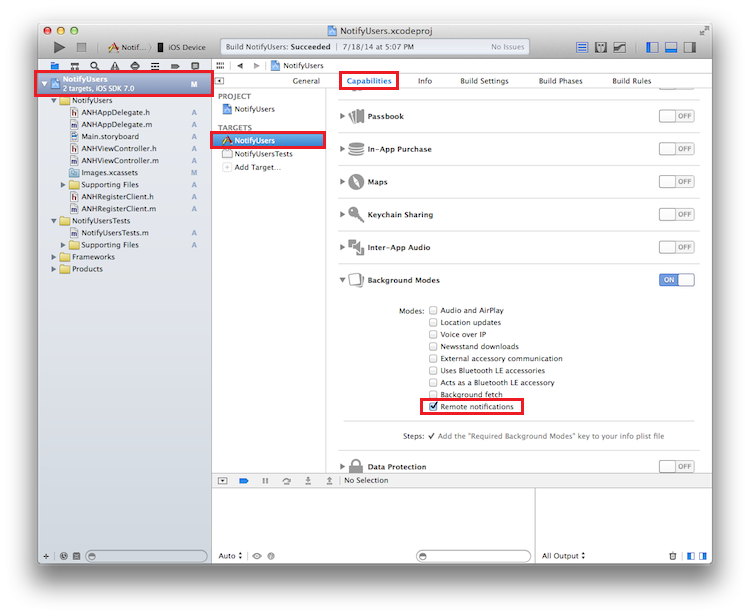 NotifyUsers.xcodeproj
Notif... iOS Device
Build NotifyUsers: Succeeded | 7/18/14 at 5:07 PM No Issues
NotifyUsers
2 targets, iOS SDK 7.0 M
NotifyUsers
ANHAppDelegate.h A
ANHAppDelegate.m A
Main.storyboard A
ANHViewController.h A
ANHViewController.m A
Images.xcassets M
Supporting Files A
ANHRegisterClient.h A
ANHRegisterClient.m A
NotifyUsersTests
NotifyUsersTests.m A
Supporting Files A
Frameworks
Products
NotifyUsers
General Capabilities Info Build Settings Build Phases Build Rules
PROJECT
NotifyUsers
TARGETS
NotifyUsers
NotifyUsersTests
Add Target...
Passbook OFF
In-App Purchase OFF
Maps OFF
Keychain Sharing OFF
Inter-App Audio OFF
Background Modes ON
Modes: Audio and AirPlay
Location updates
Voice over IP
Newsstand downloads
External accessory communication
Uses Bluetooth LE accessories
Acts as a Bluetooth LE accessory
Background fetch
Remote notifications
Steps: ✓ Add the "Required Background Modes" key to your info plist file
Data Protection OFF
No Selection
Auto
All Output